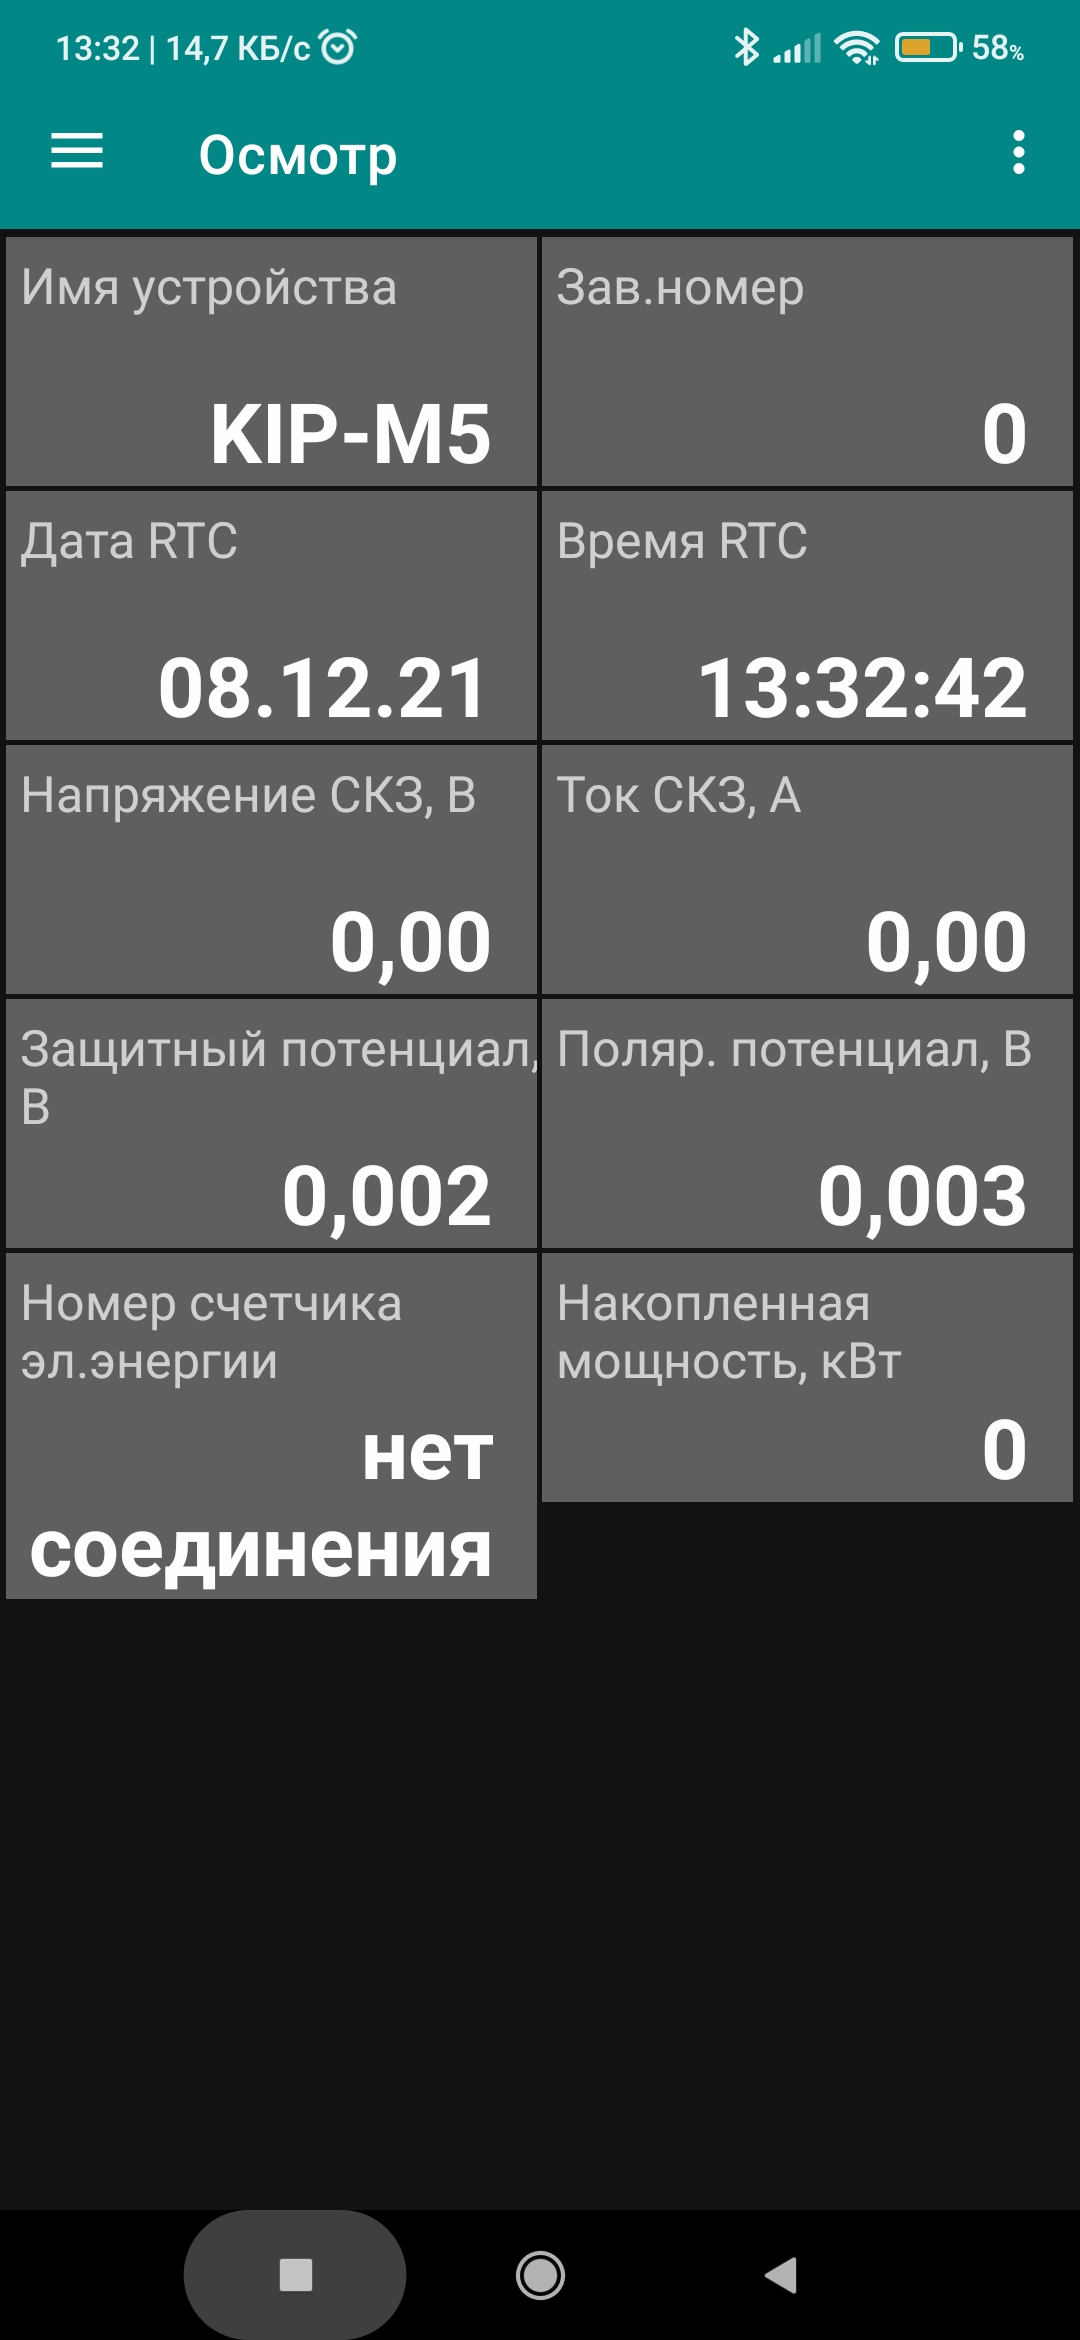 13:32 | 14,7 КБ/с
58%
Осмотр
Имя устройства
KIP-M5
Зав.номер
0
Дата RTC
08.12.21
Время RTC
13:32:42
Напряжение СКЗ, В
0,00
Ток СКЗ, А
0,00
Защитный потенциал,
В
0,002
Поляр. потенциал, В
0,003
Номер счетчика
эл.энергии
нет
соединения
Накопленная
мощность, кВт
0